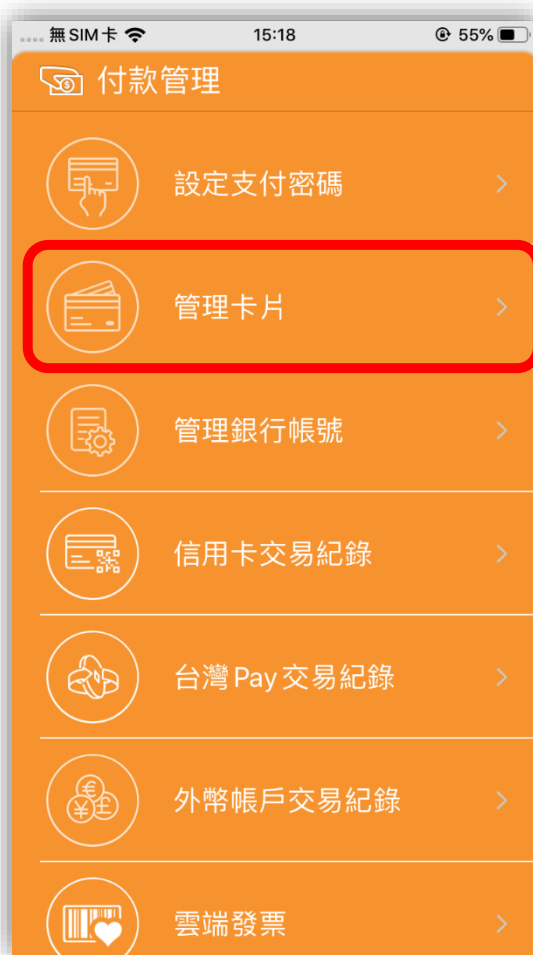 無SIM卡 15:18 55%
付款管理
設定支付密碼
管理卡片
管理銀行帳號
信用卡交易紀錄
台灣Pay交易紀錄
外幣帳戶交易紀錄
雲端發票